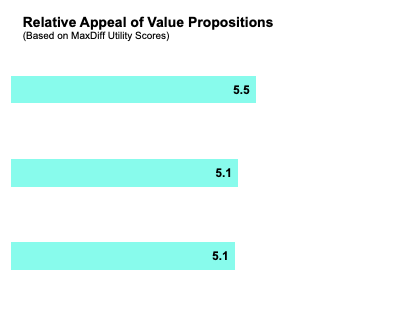 Relative Appeal of Value Propositions
(Based on MaxDiff Utility Scores)
5.5
5.1
5.1